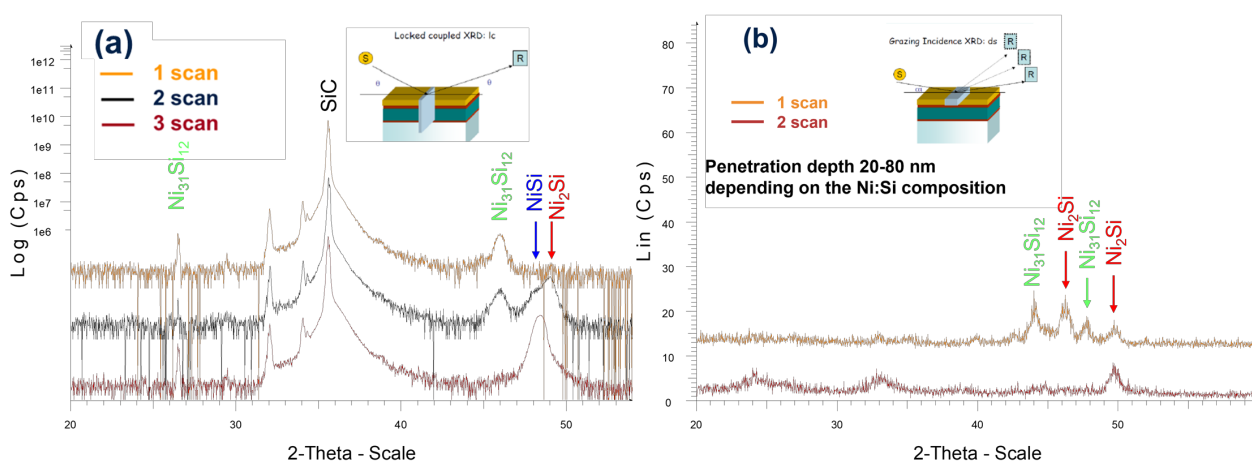 (a)
1 scan
2 scan
3 scan
Locked coupled XRD: lc
S
R
θ
θ
SiC
Ni31Si12
Ni31Si12
NiSi
Ni2Si
Log (Cps)
1e12
1e11
1e10
1e9
1e8
1e7
1e6
20
30
40
50
2-Theta - Scale
(b)
Grazing Incidence XRD: ds
R
R
R
S
α
1 scan
2 scan
Penetration depth 20-80 nm
depending on the Ni:Si composition
Ni31Si12
Ni2Si
Ni31Si12
Ni2Si
Lin (Cps)
80
70
60
50
40
30
20
10
0
20
30
40
50
2-Theta - Scale